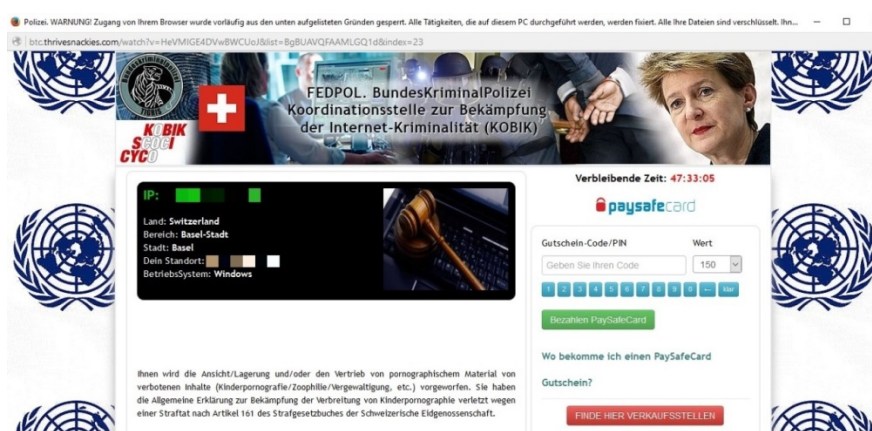 Polizei. WARNUNG! Zugang von Ihrem Browser wurde vorläufig aus den unten aufgelisteten Gründen gesperrt. Alle Tätigkeiten, die auf diesem PC durchgeführt werden, werden fixiert. Alle Ihre Dateien sind verschlüsselt. Ihn...
btc.thrivesnackies.com/watch?v=HeVMIGE4DVwBWCUoJ&list=BgBUAVQFAAMLGQ1d&index=23
FEDPOL. BundesKriminalPolizei
Koordinationsstelle zur Bekämpfung
der Internet-Kriminalität (KOBIK)
KOBIK
SCOCI
CYCO
IP:
Land: Switzerland
Bereich: Basel-Stadt
Stadt: Basel
Dein Standort:
BetriebsSystem: Windows
Ihnen wird die Ansicht/Lagerung und/oder den Vertrieb von pornographischem Material von
verbotenen Inhalte (Kinderpornografie/Zoophilie/Vergewaltigung, etc.) vorgeworfen. Sie haben
die Allgemeine Erklärung zur Bekämpfung der Verbreitung von Kinderpornographie verletzt wegen
einer Straftat nach Artikel 161 des Strafgesetzbuches der Schweizerische Eidgenossenschaft.
Verbleibende Zeit: 47:33:05
paysafecard
Gutschein-Code/PIN Wert
Geben Sie Ihren Code 150
1 2 3 4 5 6 7 8 9 0 ← klar
Bezahlen PaySafeCard
Wo bekomme ich einen PaySafeCard
Gutschein?
FINDE HIER VERKAUFSSTELLEN